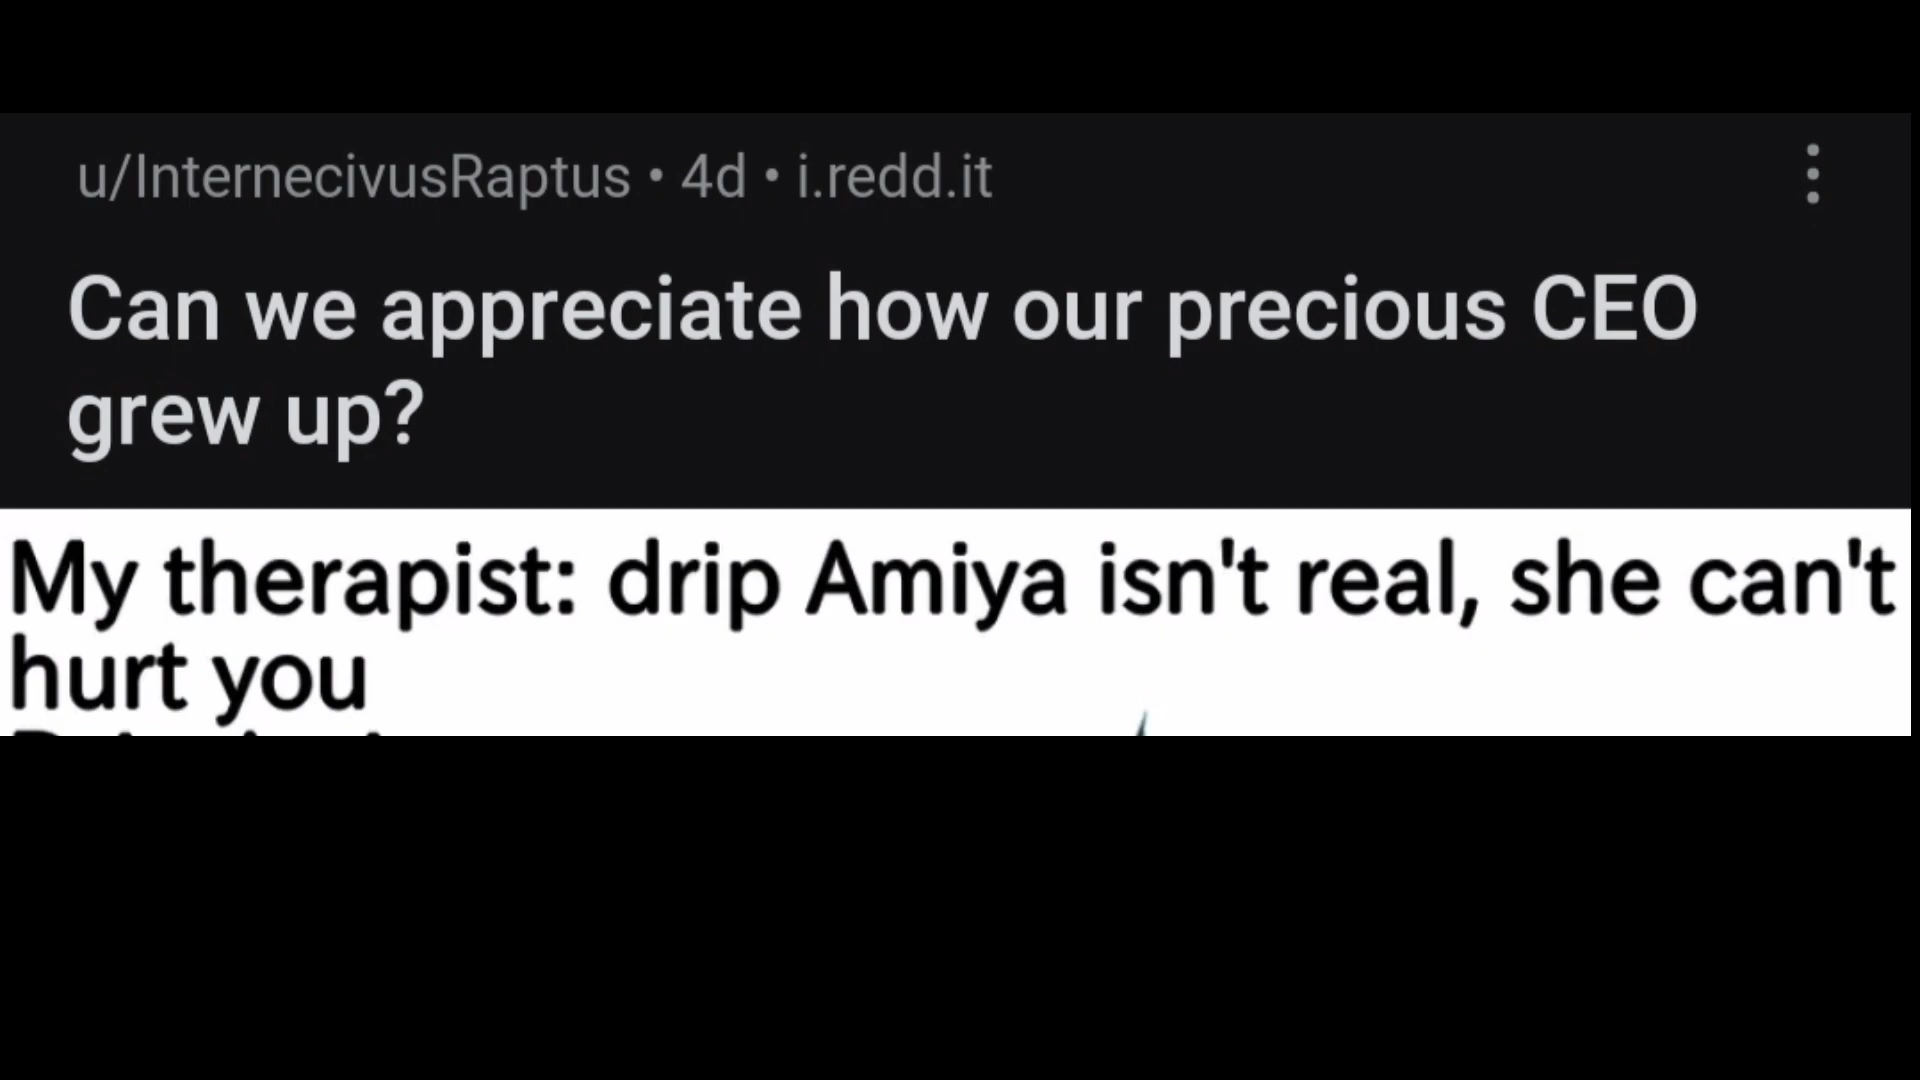 u/InternecivusRaptus • 4d • i.redd.it
Can we appreciate how our precious CEO
grew up?
My therapist: drip Amiya isn't real, she can't
hurt you